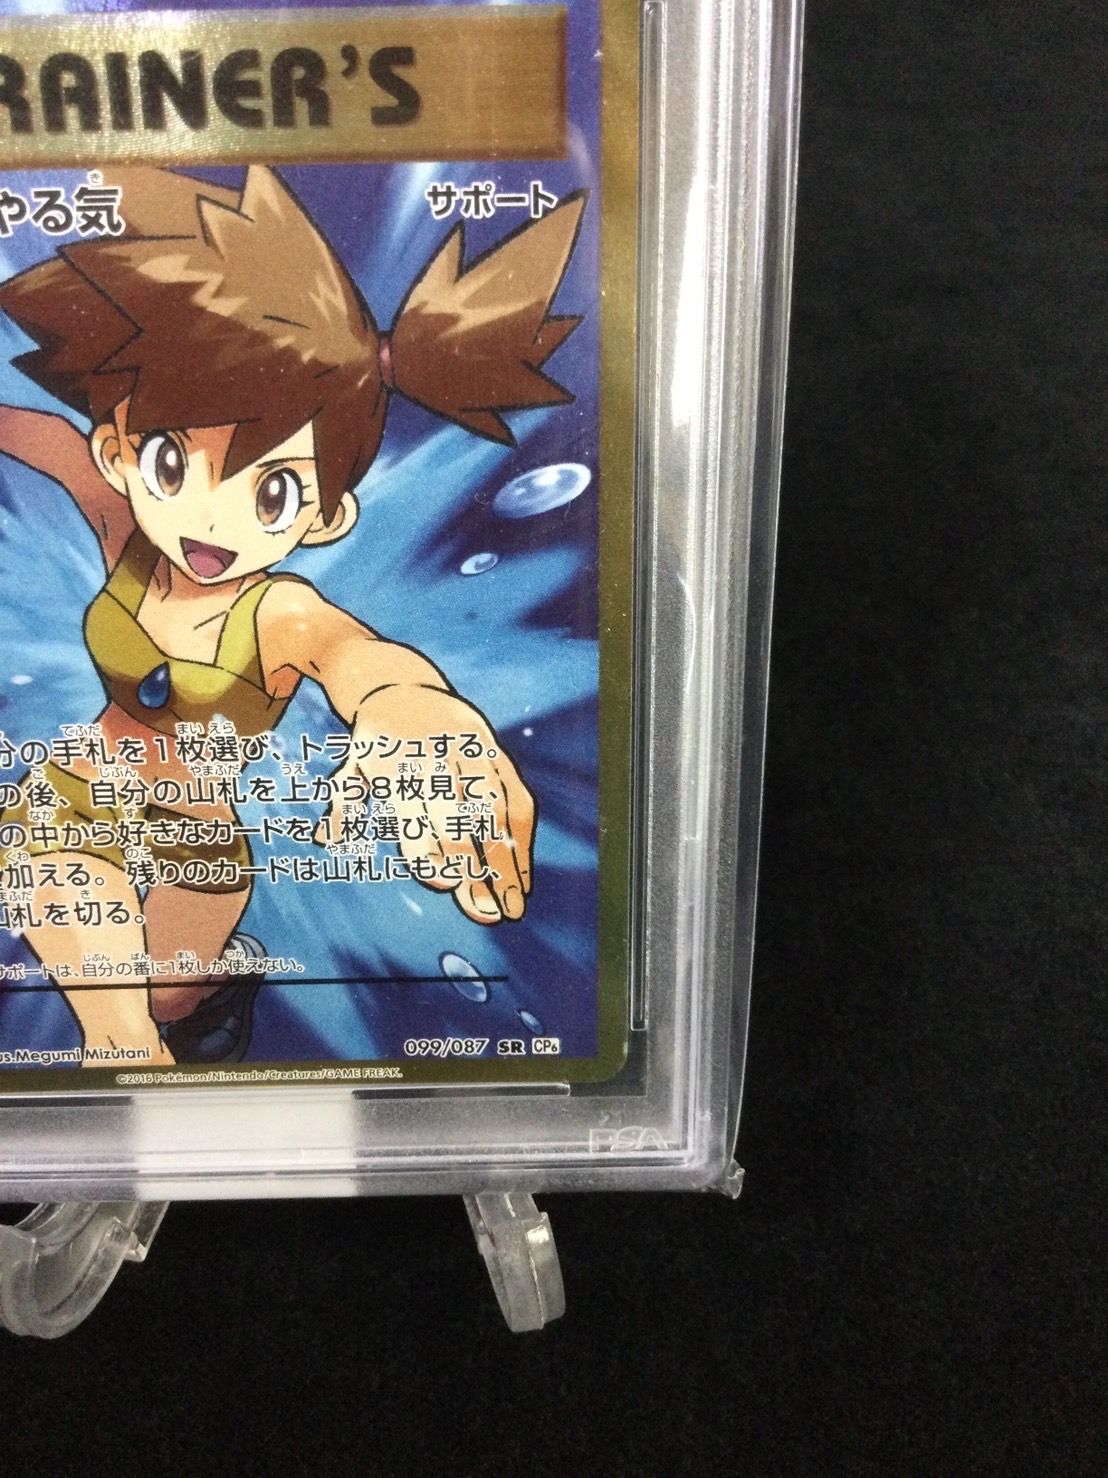 RAINER'S
やる気
サポート
分の手札を1枚選び、トラッシュする。
の後、自分の山札を上から8枚見て、
の中から好きなカードを1枚選び、手札
加える。残りのカードは山札にもどし、
山札を切る。
サポートは、自分の番に1枚しか使えない。
us.Megumi Mizutani
099/087 SR CP6
©2016 Pokémon/Nintendo/Creatures/GAME FREAK.
PSA